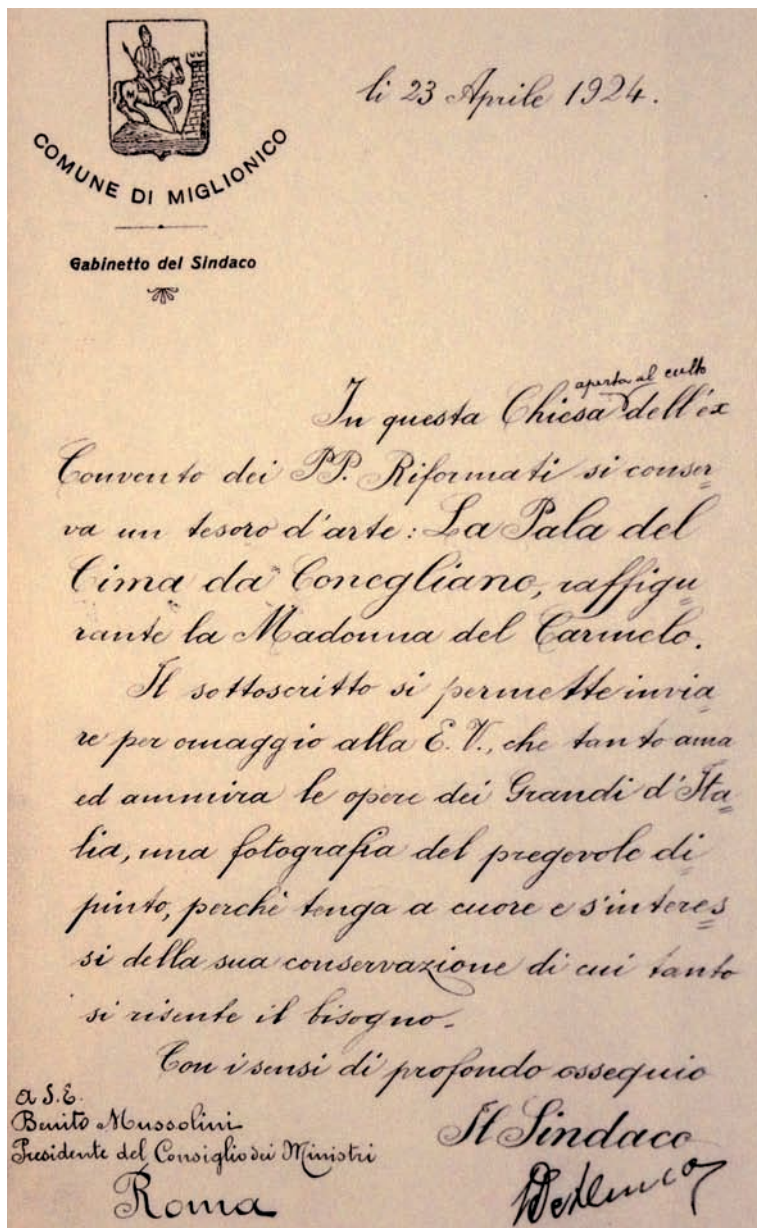 COMUNE DI MIGLIONICO
Gabinetto del Sindaco
li 23 Aprile 1924.
aperta al culto
In questa Chiesa dell'ex
Convento dei PP. Riformati si conser=
va un tesoro d'arte: La Pala del
Cima da Conegliano, raffigu=
rante la Madonna del Carmelo.
Il sottoscritto si permette invia=
re per omaggio alla E. V., che tanto ama
ed ammira le opere dei Grandi d'Ita=
lia, una fotografia del pregevole di=
pinto, perchè tenga a cuore e s'interes=
si della sua conservazione di cui tanto
si risente il bisogno.
Con i sensi di profondo ossequio
Il Sindaco
a S. E.
Benito Mussolini
Presidente del Consiglio dei Ministri
Roma